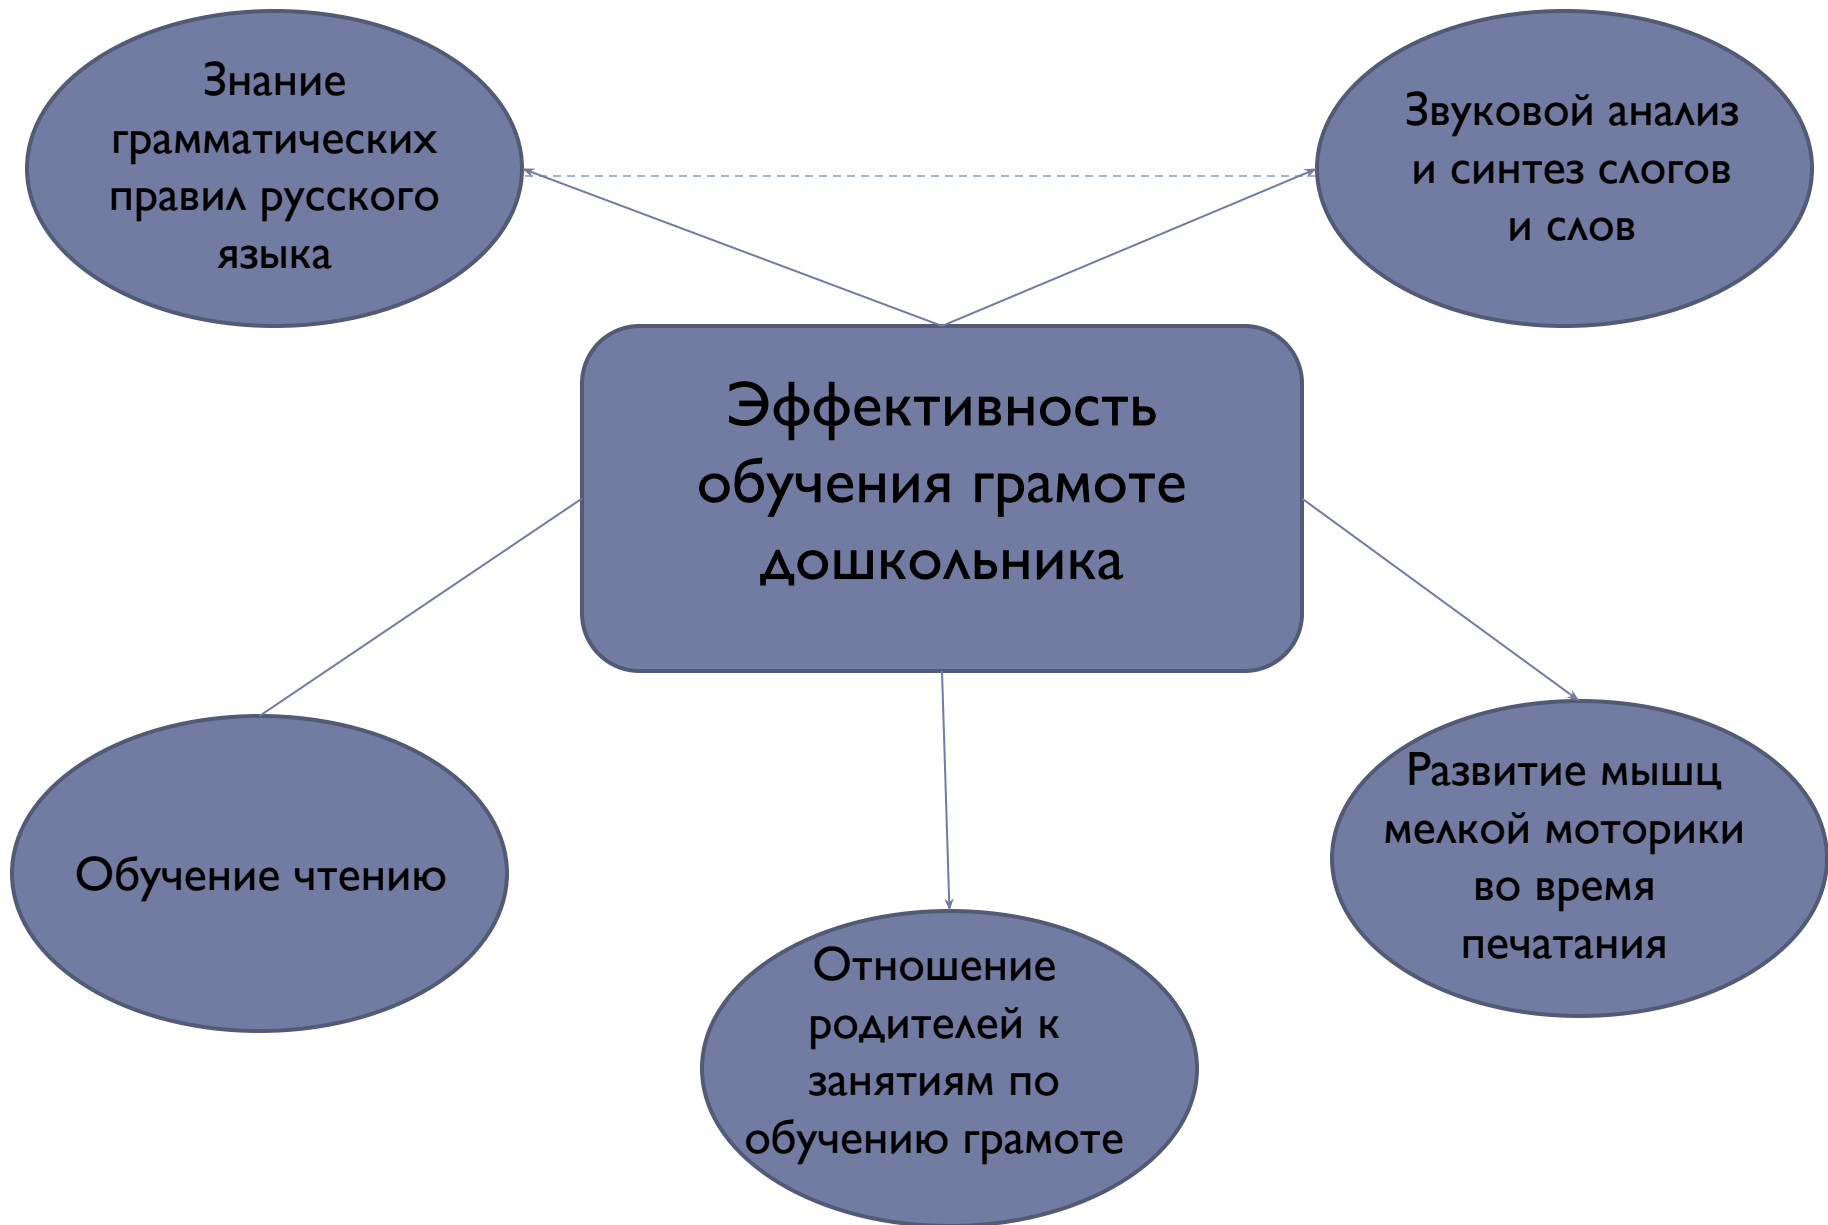 Знание
грамматических
правил русского
языка
Звуковой анализ
и синтез слогов
и слов
Эффективность
обучения грамоте
дошкольника
Обучение чтению
Отношение
родителей к
занятиям по
обучению грамоте
Развитие мышц
мелкой моторики
во время
печатания